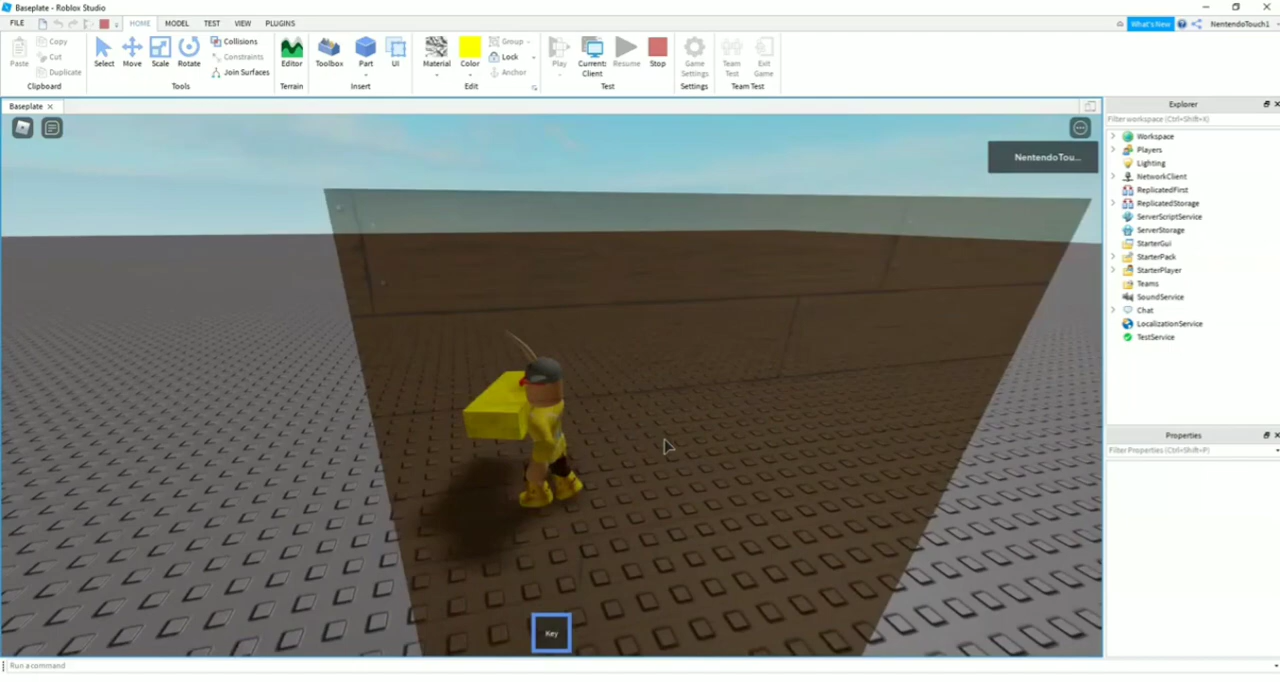 Baseplate - Roblox Studio
FILE HOME MODEL TEST VIEW PLUGINS What's New NentendoTouch1
Paste Copy Cut Duplicate Select Move Scale Rotate Collisions Constraints Join Surfaces Editor Toolbox Part UI Material Color Group Lock Anchor Play Current: Client Resume Stop Game Settings Team Test Exit Game
Clipboard Tools Terrain Insert Edit Test Settings Team Test
Baseplate
NentendoTou...
Key
Explorer
Filter workspace (Ctrl+Shift+X)
Workspace
Players
Lighting
NetworkClient
ReplicatedFirst
ReplicatedStorage
ServerScriptService
ServerStorage
StarterGui
StarterPack
StarterPlayer
Teams
SoundService
Chat
LocalizationService
TestService
Properties
Filter Properties (Ctrl+Shift+P)
Run a command